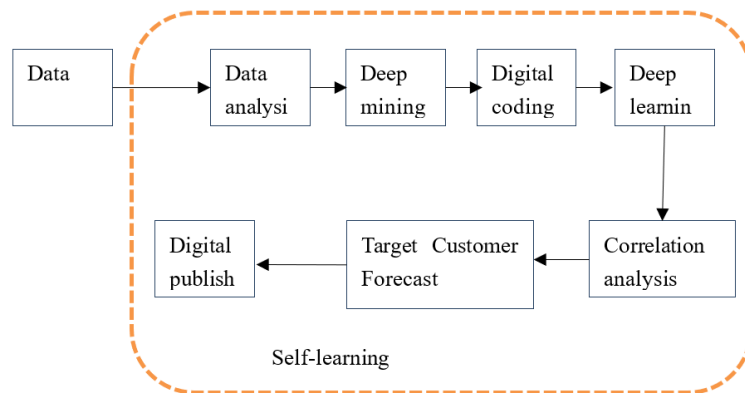 Data
Data
analysi
Deep
mining
Digital
coding
Deep
learnin
Digital
publish
Target Customer
Forecast
Correlation
analysis
Self-learning